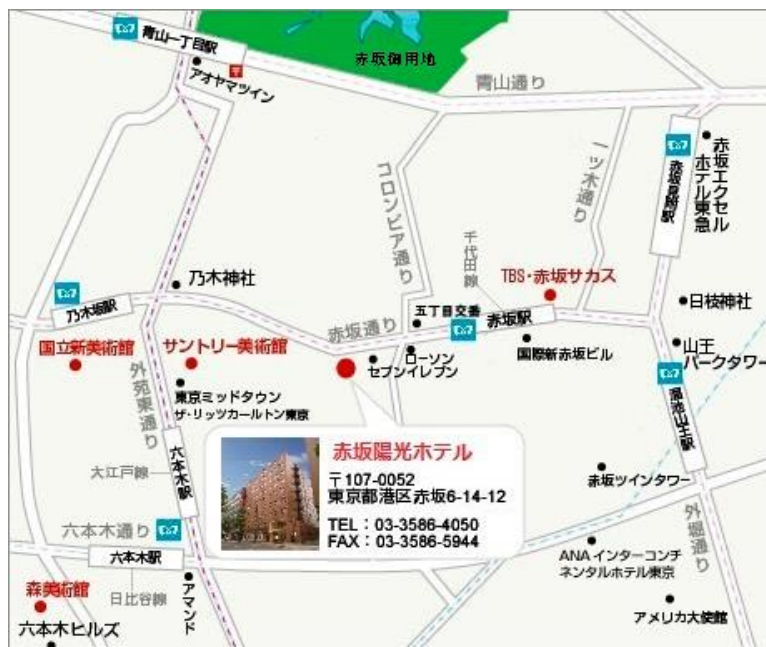 青山一丁目駅
赤坂御用地
アオヤマツイン
青山通り
コロンビア通り
一ツ木通り
赤坂見附駅
赤坂エクセル
ホテル東急
千代田線
TBS・赤坂サカス
乃木神社
乃木坂駅
赤坂通り
五丁目交番
赤坂駅
日枝神社
国立新美術館
サントリー美術館
ローソン
セブンイレブン
国際新赤坂ビル
山王
パークタワー
外苑東通り
東京ミッドタウン
ザ・リッツカールトン東京
溜池山王駅
赤坂陽光ホテル
〒107-0052
東京都港区赤坂6-14-12
TEL：03-3586-4050
FAX：03-3586-5944
大江戸線
六本木駅
赤坂ツインタワー
六本木通り
外堀通り
六本木駅
ANAインターコンチ
ネンタルホテル東京
日比谷線
アマンド
森美術館
アメリカ大使館
六本木ヒルズ